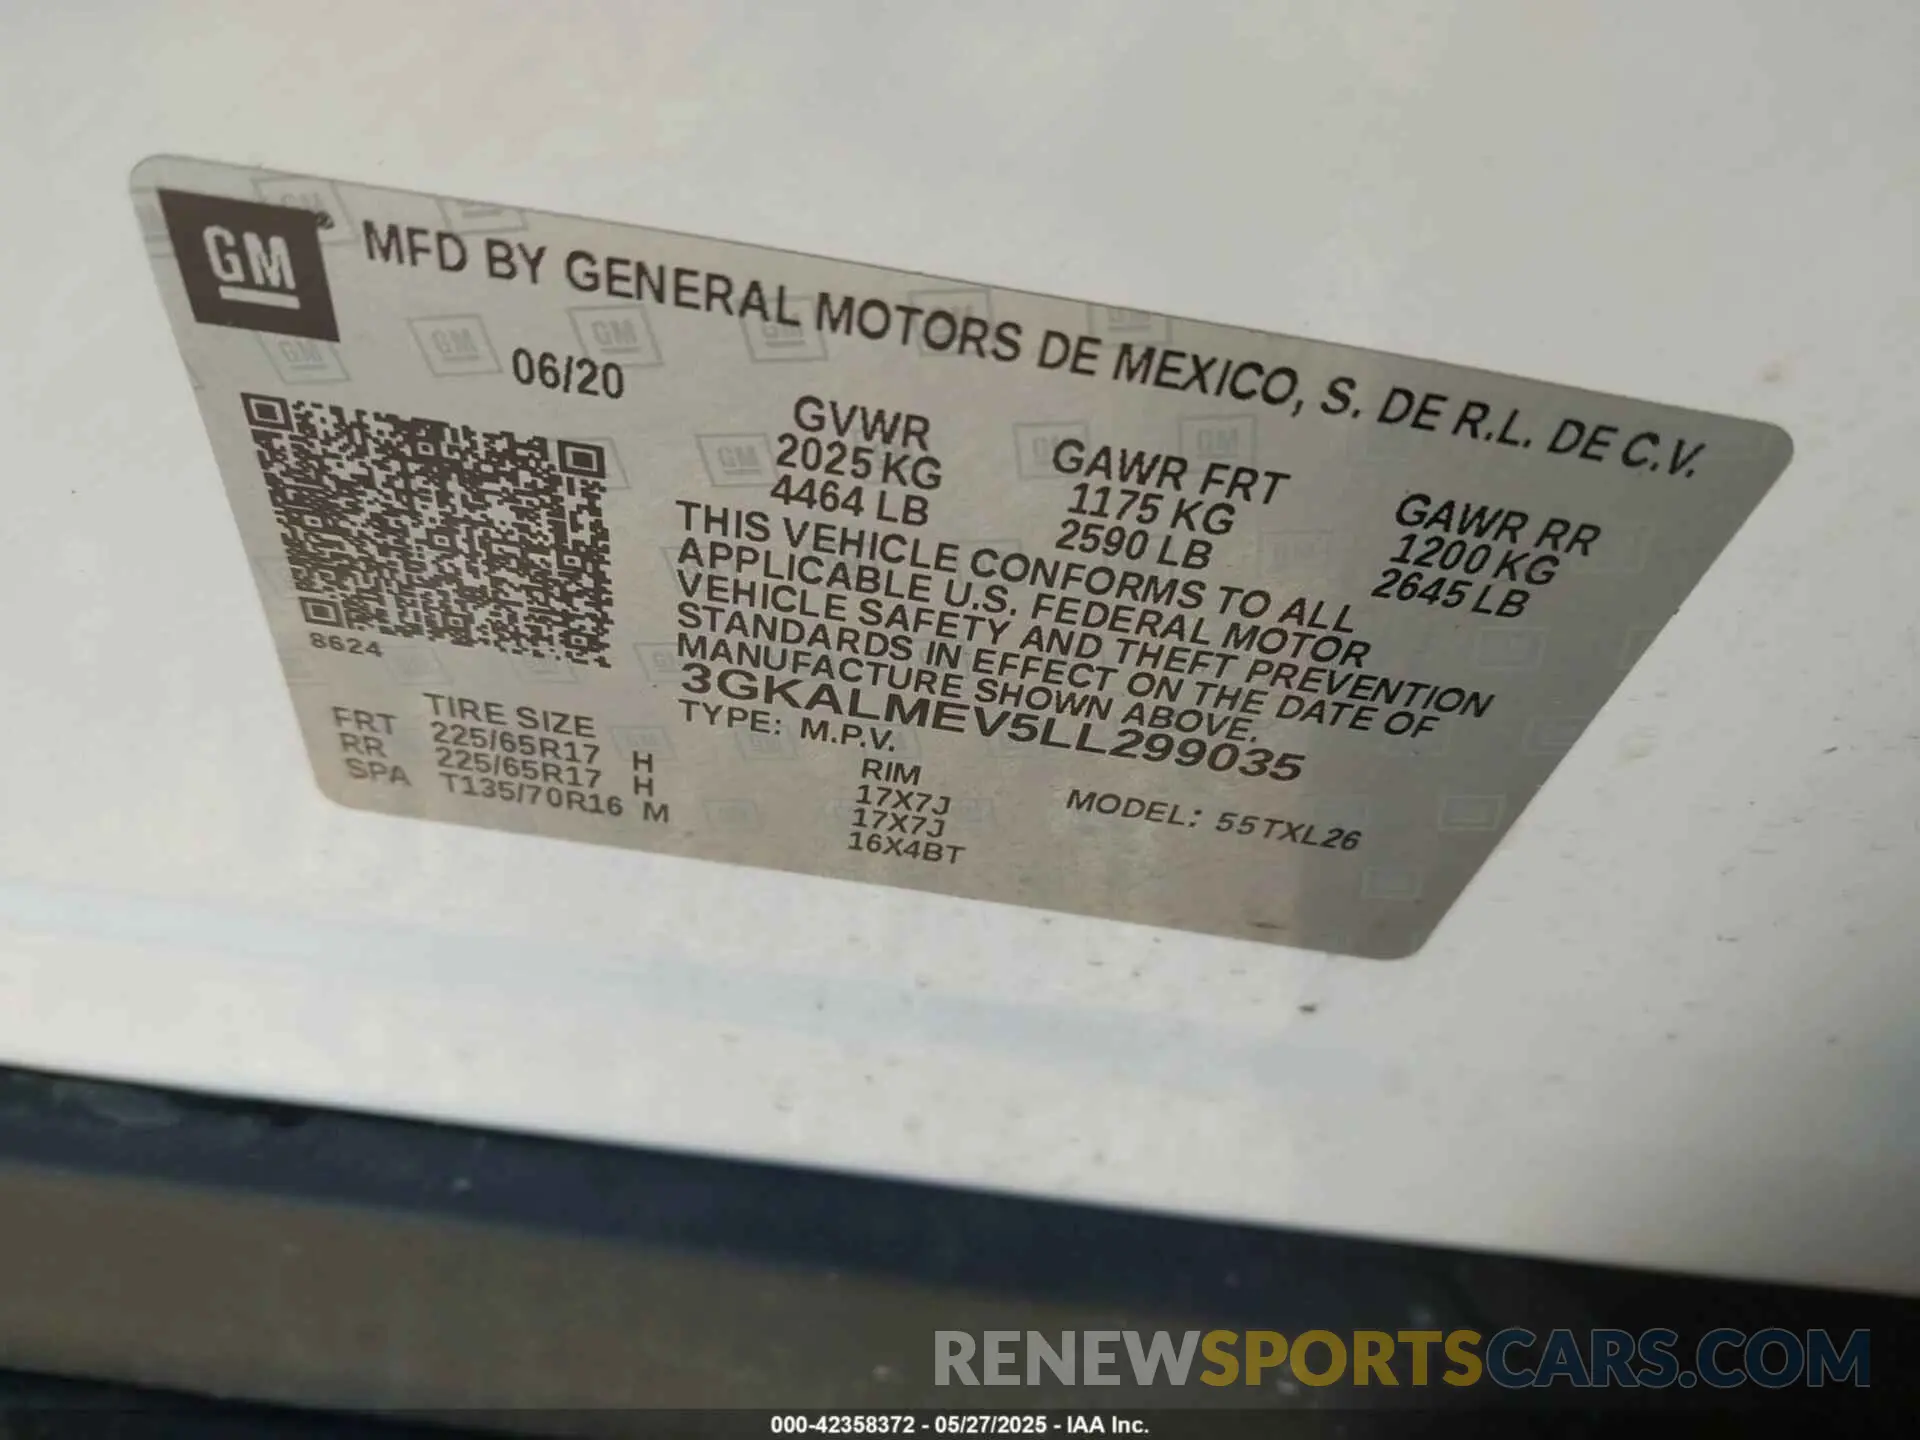 GM®
MFD BY GENERAL MOTORS DE MEXICO, S. DE R.L. DE C.V.
06/20
GVWR
2025 KG
4464 LB
GAWR FRT
1175 KG
2590 LB
GAWR RR
1200 KG
2645 LB
THIS VEHICLE CONFORMS TO ALL
APPLICABLE U.S. FEDERAL MOTOR
VEHICLE SAFETY AND THEFT PREVENTION
STANDARDS IN EFFECT ON THE DATE OF
MANUFACTURE SHOWN ABOVE.
3GKALMEV5LL299035
TYPE: M.P.V.
MODEL: 55TXL26
8624
TIRE SIZE
RIM
FRT 225/65R17 H 17X7J
RR 225/65R17 H 17X7J
SPA T135/70R16 M 16X4BT
RENEWSPORTSCARS.COM
000-42358372 - 05/27/2025 - IAA Inc.